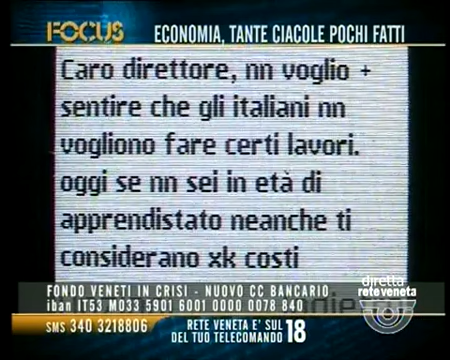 FOCUS
ECONOMIA, TANTE CIACOLE POCHI FATTI
Caro direttore, nn voglio +
sentire che gli italiani nn
vogliono fare certi lavori.
oggi se nn sei in età di
apprendistato neanche ti
considerano xk costi
diretta
reteveneta
FONDO VENETI IN CRISI - NUOVO CC BANCARIO
iban IT53 M033 5901 6001 0000 0078 840
SMS 340 3218806
RETE VENETA E' SUL
DEL TUO TELECOMANDO 18